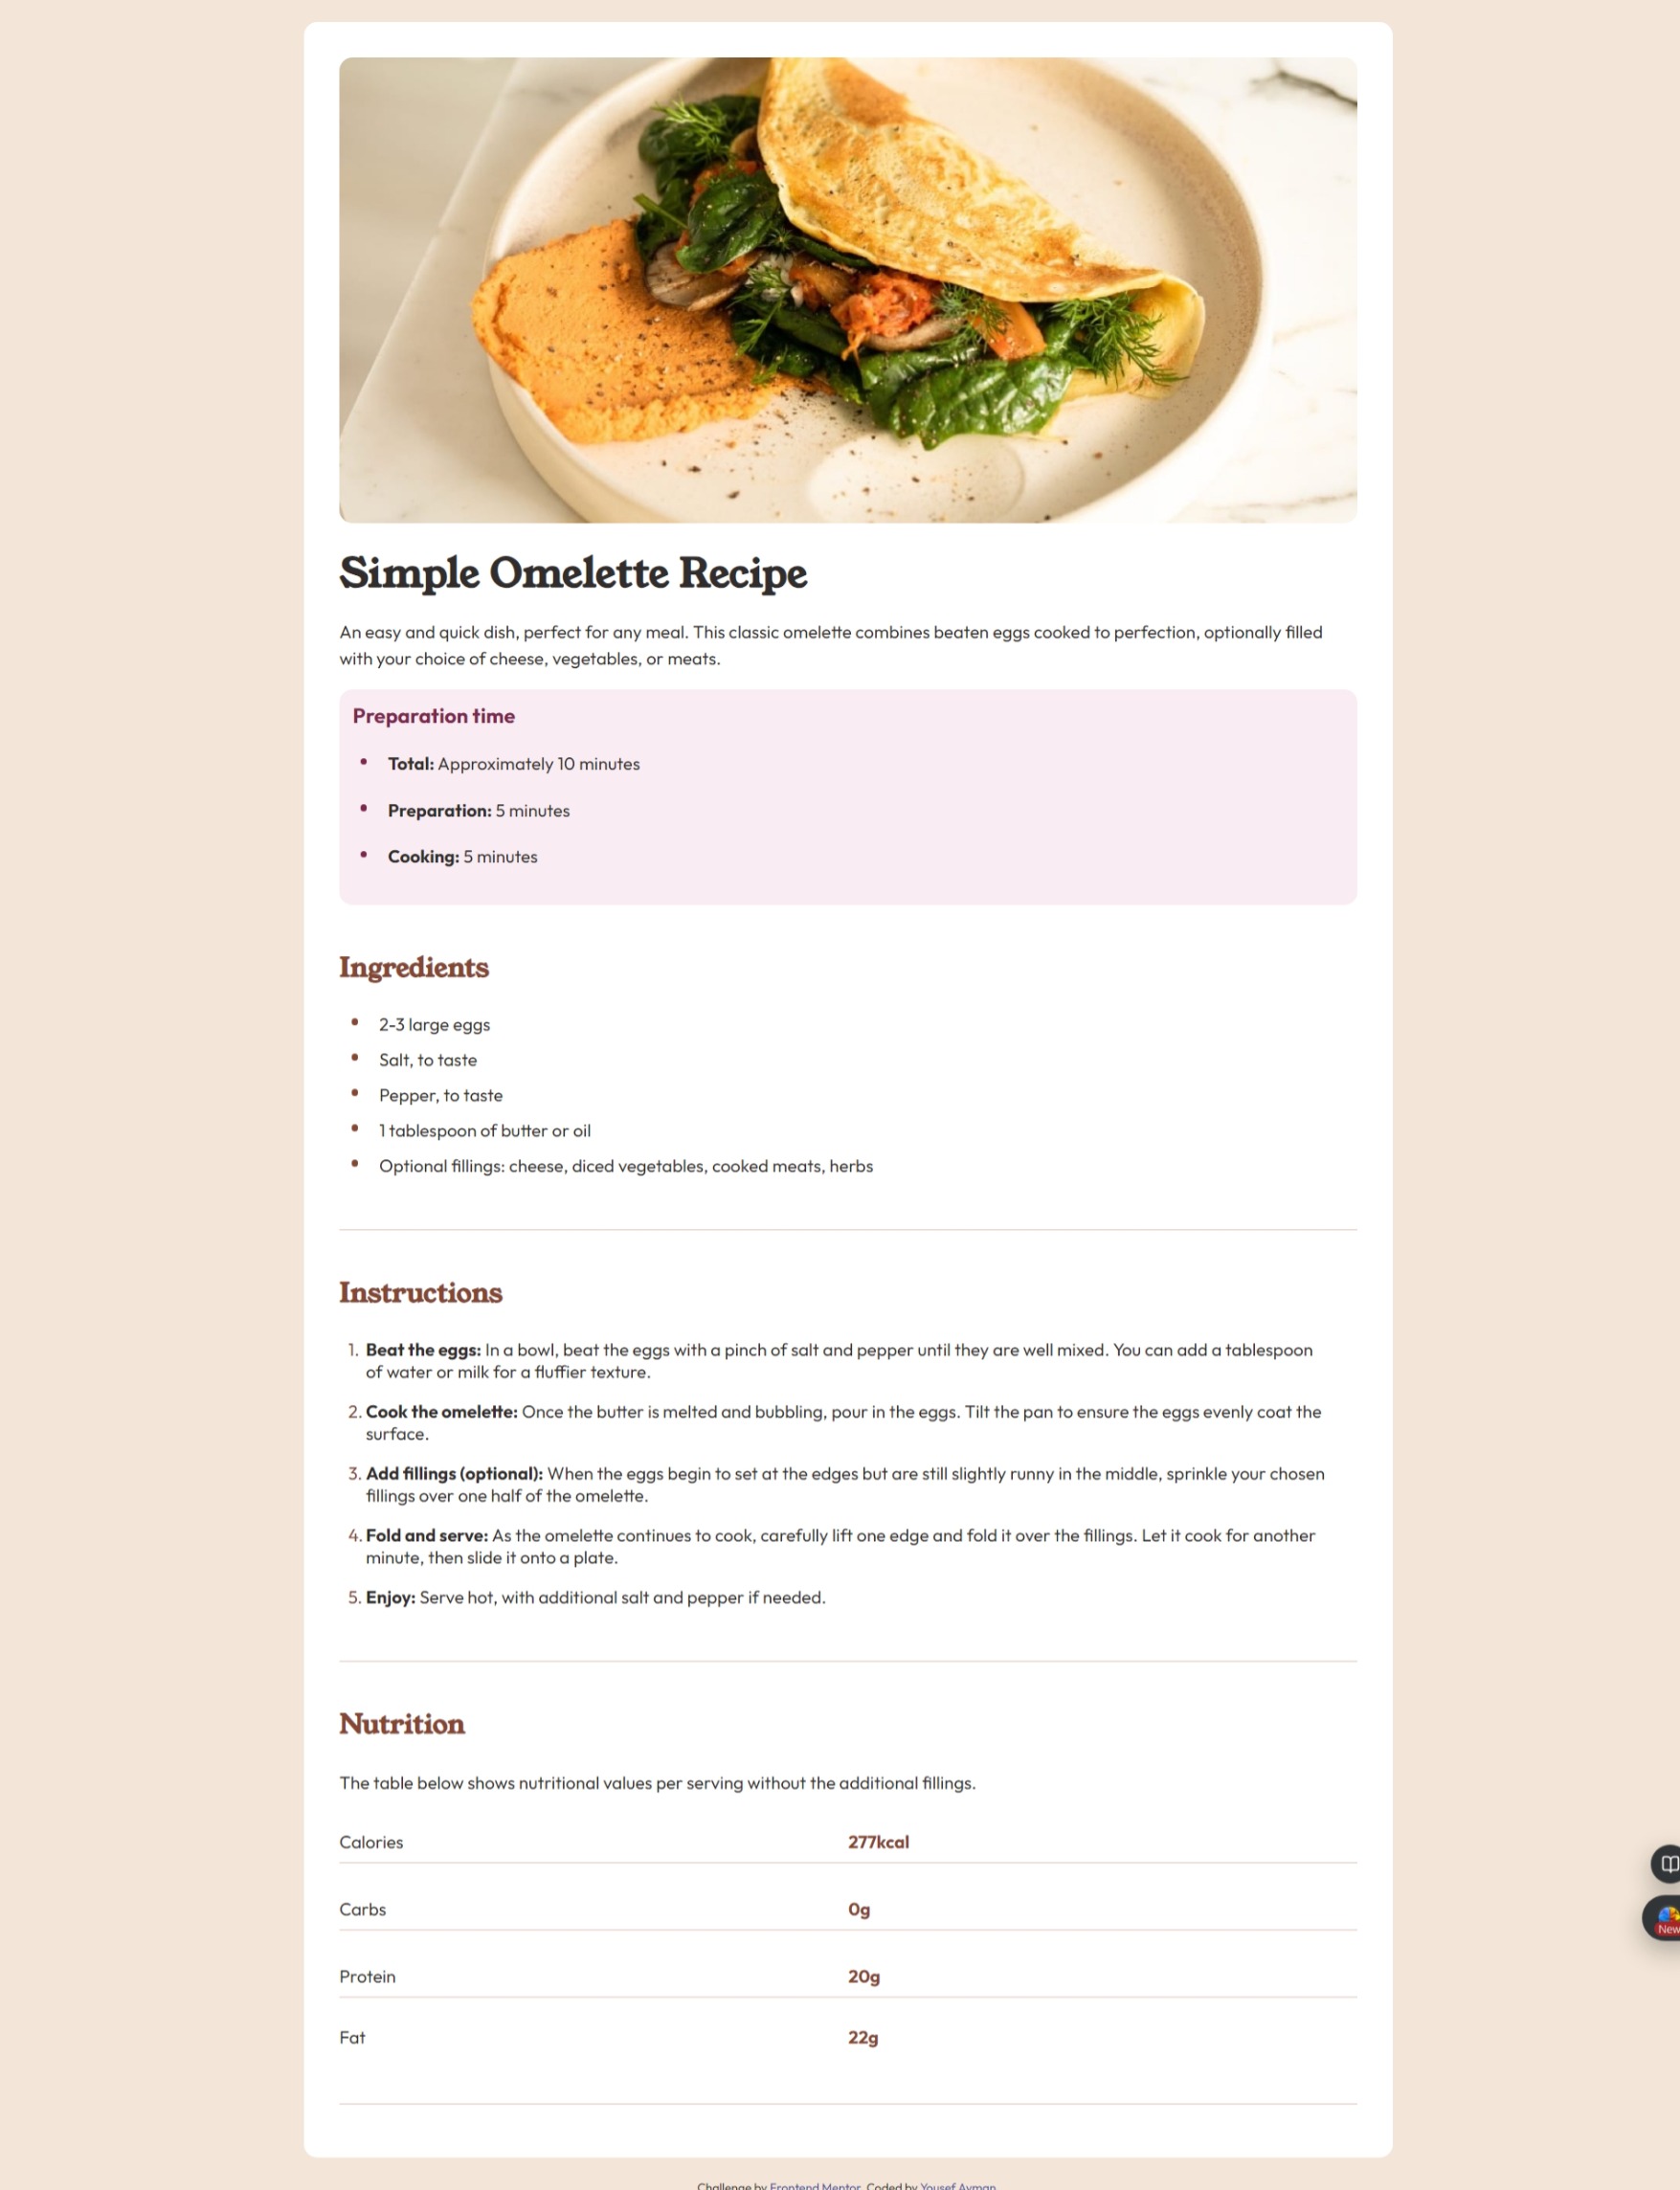 Simple Omelette Recipe
An easy and quick dish, perfect for any meal. This classic omelette combines beaten eggs cooked to perfection, optionally filled
with your choice of cheese, vegetables, or meats.
Preparation time
• Total: Approximately 10 minutes
• Preparation: 5 minutes
• Cooking: 5 minutes
Ingredients
• 2-3 large eggs
• Salt, to taste
• Pepper, to taste
• 1 tablespoon of butter or oil
• Optional fillings: cheese, diced vegetables, cooked meats, herbs
Instructions
1. Beat the eggs: In a bowl, beat the eggs with a pinch of salt and pepper until they are well mixed. You can add a tablespoon
of water or milk for a fluffier texture.
2. Cook the omelette: Once the butter is melted and bubbling, pour in the eggs. Tilt the pan to ensure the eggs evenly coat the
surface.
3. Add fillings (optional): When the eggs begin to set at the edges but are still slightly runny in the middle, sprinkle your chosen
fillings over one half of the omelette.
4. Fold and serve: As the omelette continues to cook, carefully lift one edge and fold it over the fillings. Let it cook for another
minute, then slide it onto a plate.
5. Enjoy: Serve hot, with additional salt and pepper if needed.
Nutrition
The table below shows nutritional values per serving without the additional fillings.
Calories 277kcal
Carbs 0g
New
Protein 20g
Fat 22g
Challenge by Frontend Mentor. Coded by Yousef Ayman.